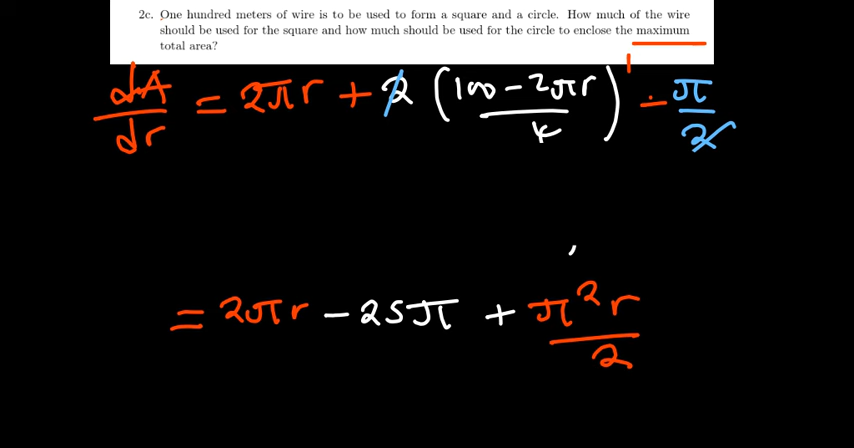 2c. One hundred meters of wire is to be used to form a square and a circle. How much of the wire
should be used for the square and how much should be used for the circle to enclose the maximum
total area?
dA/dr = 2πr + 2 ((100 - 2πr)/4)^1 · -π/2
= 2πr - 25π + π²r/2